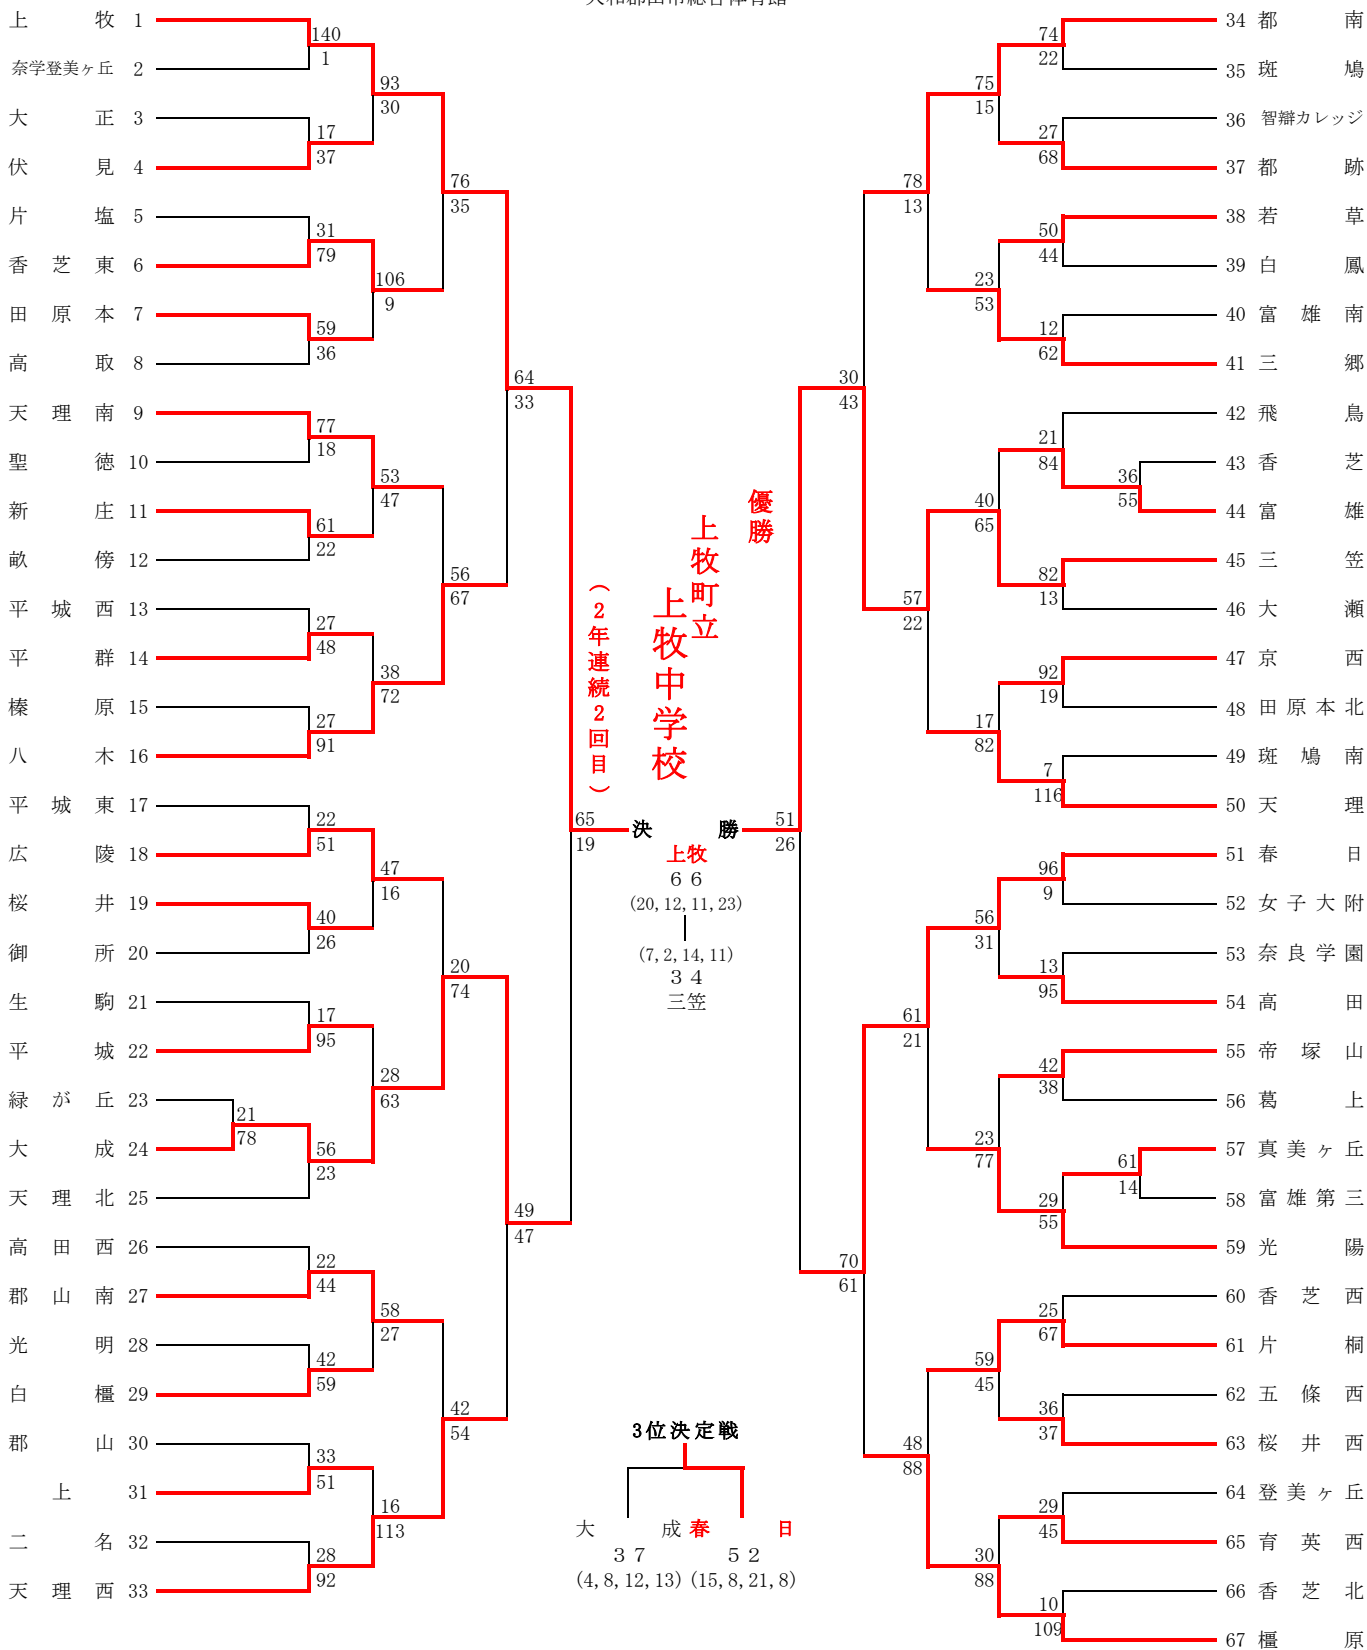 大和郡山市総合体育館
上牧 1
奈学登美ヶ丘 2
大正 3
伏見 4
片塩 5
香芝東 6
田原本 7
高取 8
天理南 9
聖徳 10
新庄 11
畝傍 12
平城西 13
平群 14
榛原 15
八木 16
平城東 17
広陵 18
桜井 19
御所 20
生駒 21
平城 22
緑が丘 23
大成 24
天理北 25
高田西 26
郡山南 27
光明 28
白橿 29
郡山 30
上 31
二名 32
天理西 33
140
1
17
37
31
79
59
36
77
18
61
22
27
48
27
91
22
51
40
26
17
95
21
78
56
23
22
44
42
59
33
51
28
92
93
30
106
9
53
47
38
72
47
16
28
63
58
27
16
113
76
35
56
67
20
74
42
54
64
33
49
47
65
19
優勝
上牧町立
上牧中学校
(2年連続2回目)
決勝
上牧
66
(20,12,11,23)
(7,2,14,11)
34
三笠
3位決定戦
大成 春日
37 52
(4,8,12,13) (15,8,21,8)
51
26
30
43
70
61
78
13
57
22
61
21
48
88
75
15
23
53
40
65
17
82
56
31
23
77
59
45
30
88
74
22
27
68
50
44
12
62
21
84
36
55
82
13
92
19
7
116
96
9
13
95
42
38
61
14
29
55
25
67
36
37
29
45
10
109
34 都南
35 斑鳩
36 智辯カレッジ
37 都跡
38 若草
39 白鳳
40 富雄南
41 三郷
42 飛鳥
43 香芝
44 富雄
45 三笠
46 大瀬
47 京西
48 田原本北
49 斑鳩南
50 天理
51 春日
52 女子大附
53 奈良学園
54 高田
55 帝塚山
56 葛上
57 真美ヶ丘
58 富雄第三
59 光陽
60 香芝西
61 片桐
62 五條西
63 桜井西
64 登美ヶ丘
65 育英西
66 香芝北
67 橿原